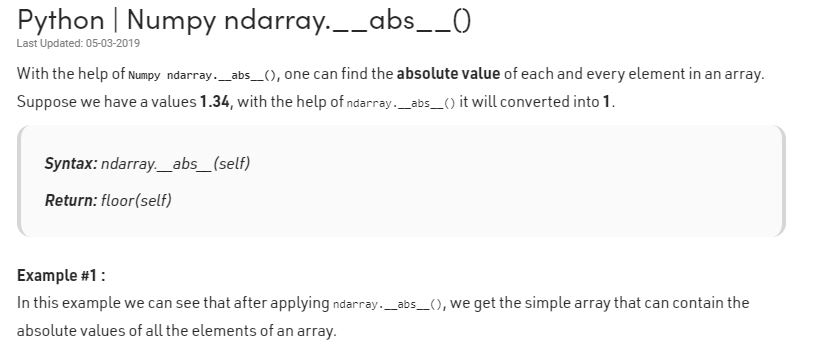 Python | Numpy ndarray.__abs__()
Last Updated: 05-03-2019
With the help of Numpy ndarray.__abs__(), one can find the absolute value of each and every element in an array.
Suppose we have a values 1.34, with the help of ndarray.__abs__() it will converted into 1.
Syntax: ndarray.__abs__(self)
Return: floor(self)
Example #1 :
In this example we can see that after applying ndarray.__abs__(), we get the simple array that can contain the
absolute values of all the elements of an array.